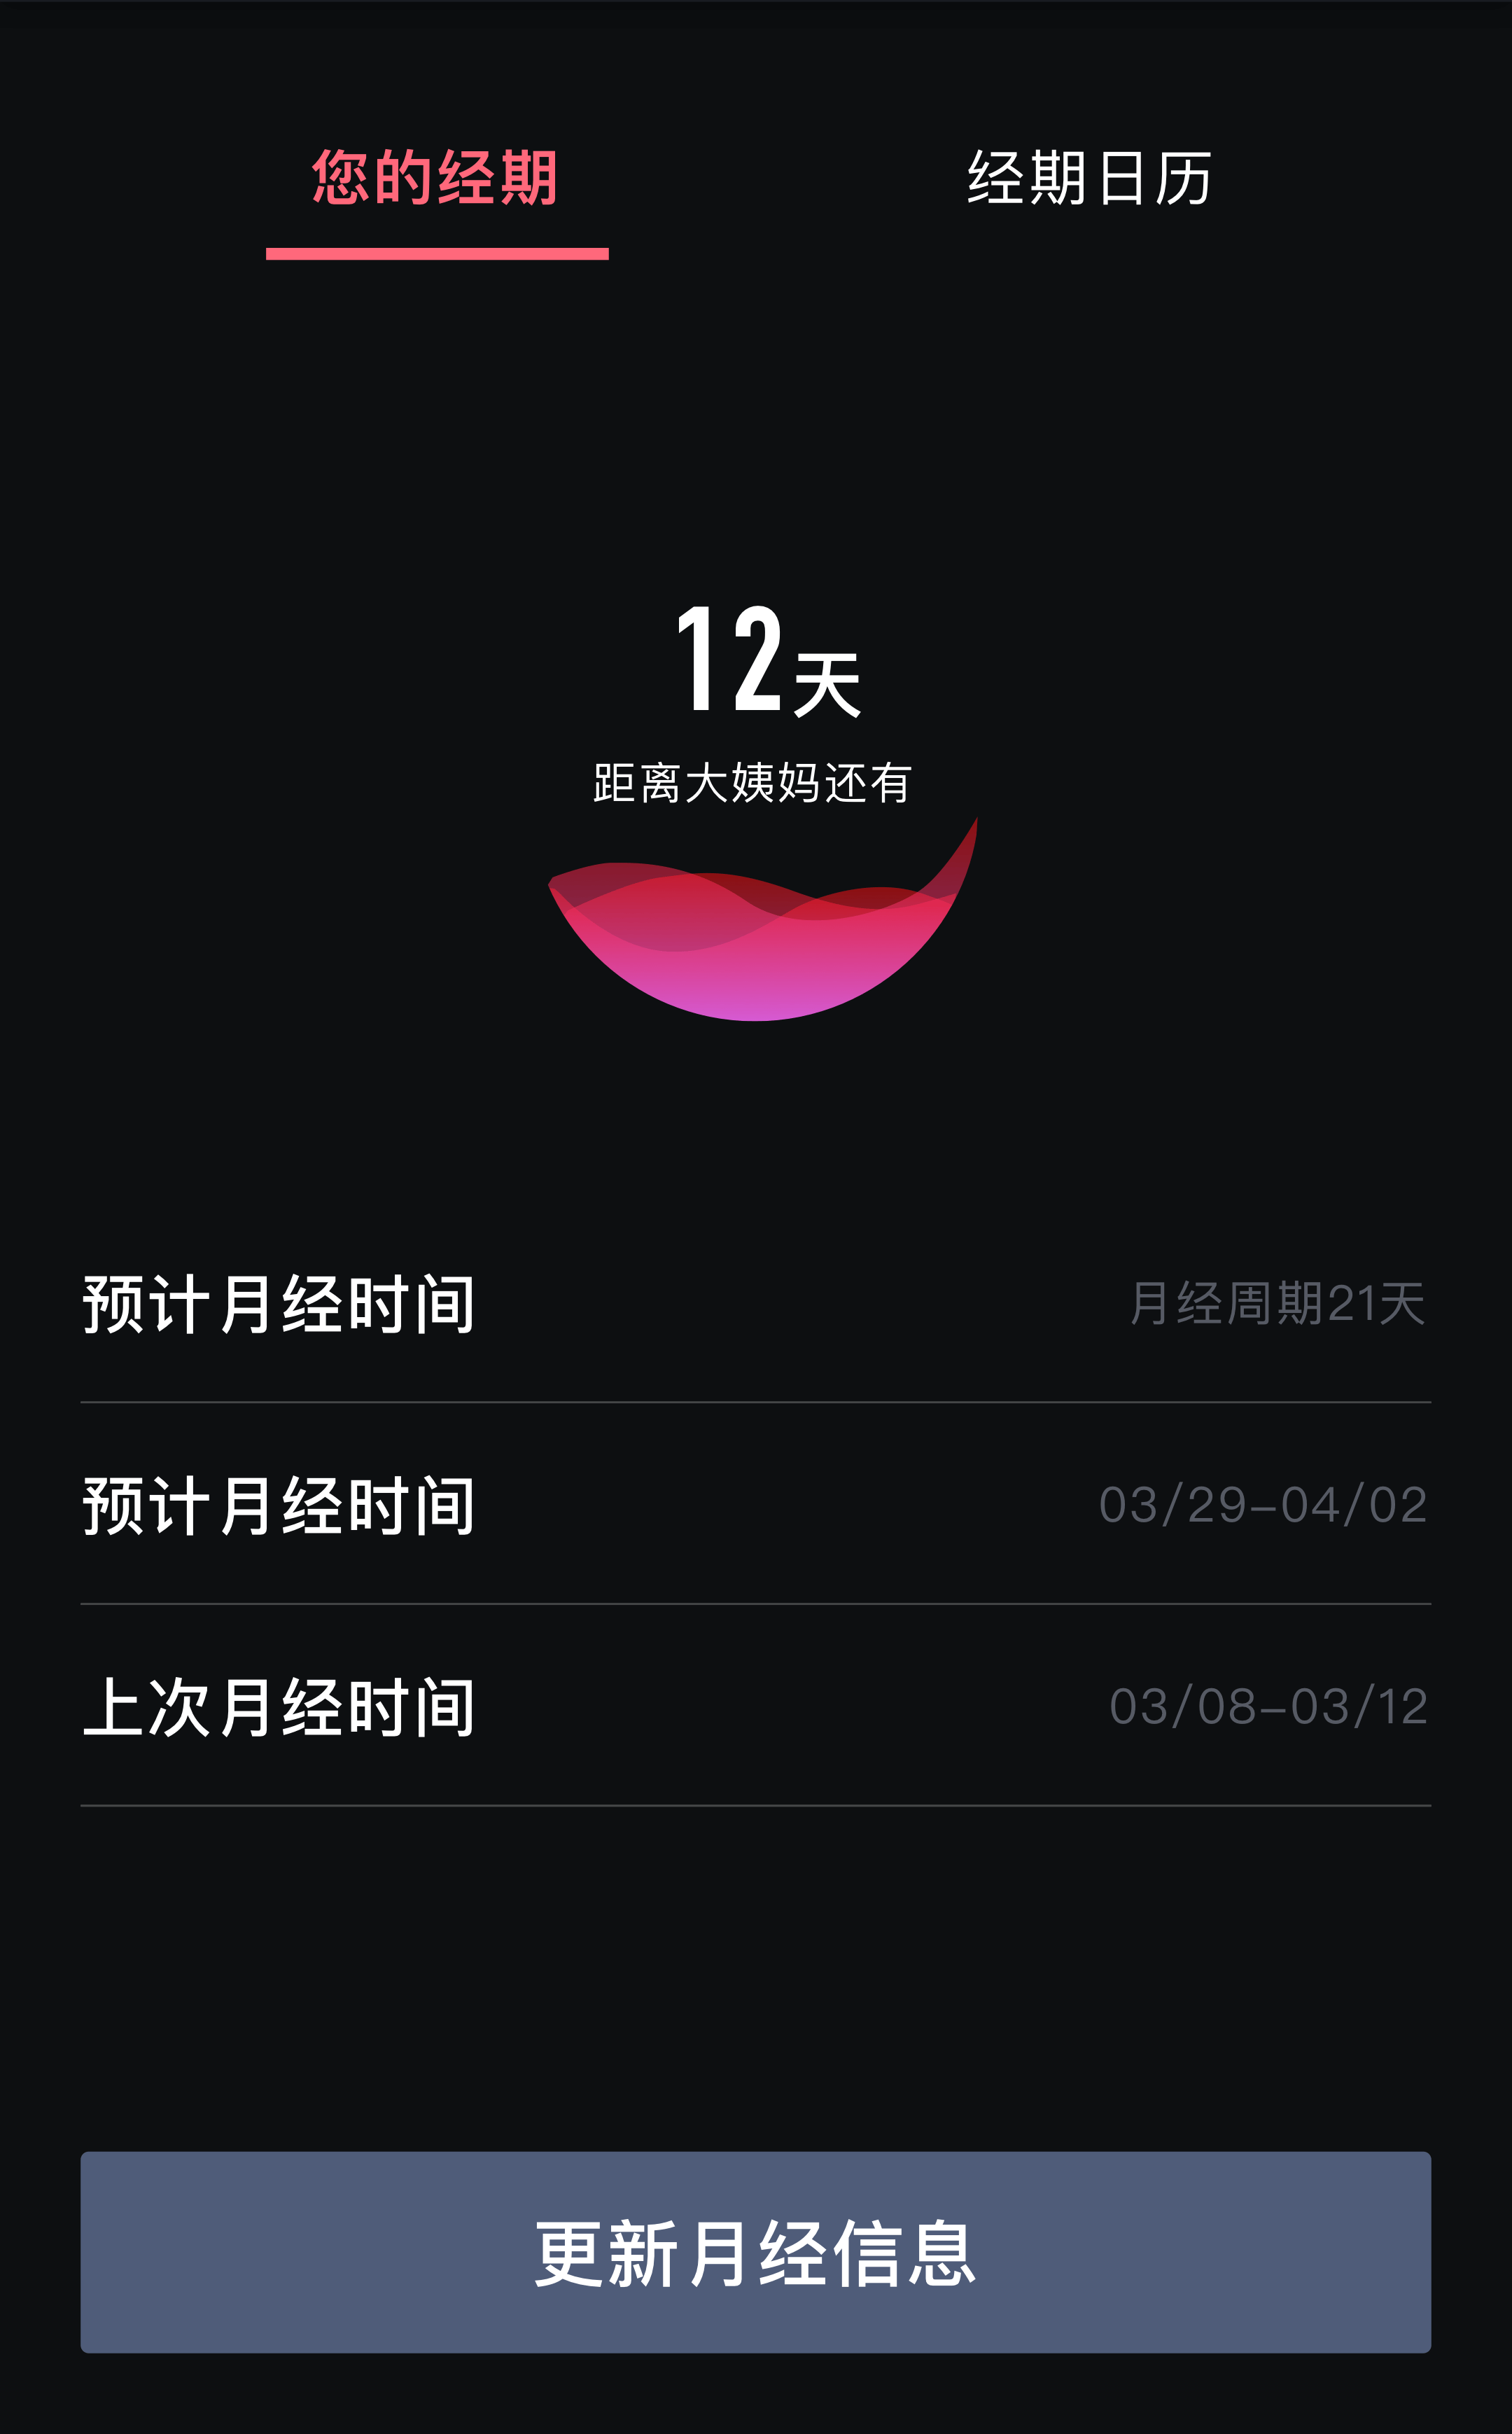 您的经期 经期日历
12天
距离大姨妈还有
预计月经时间 月经周期21天
预计月经时间 03/29-04/02
上次月经时间 03/08-03/12
更新月经信息